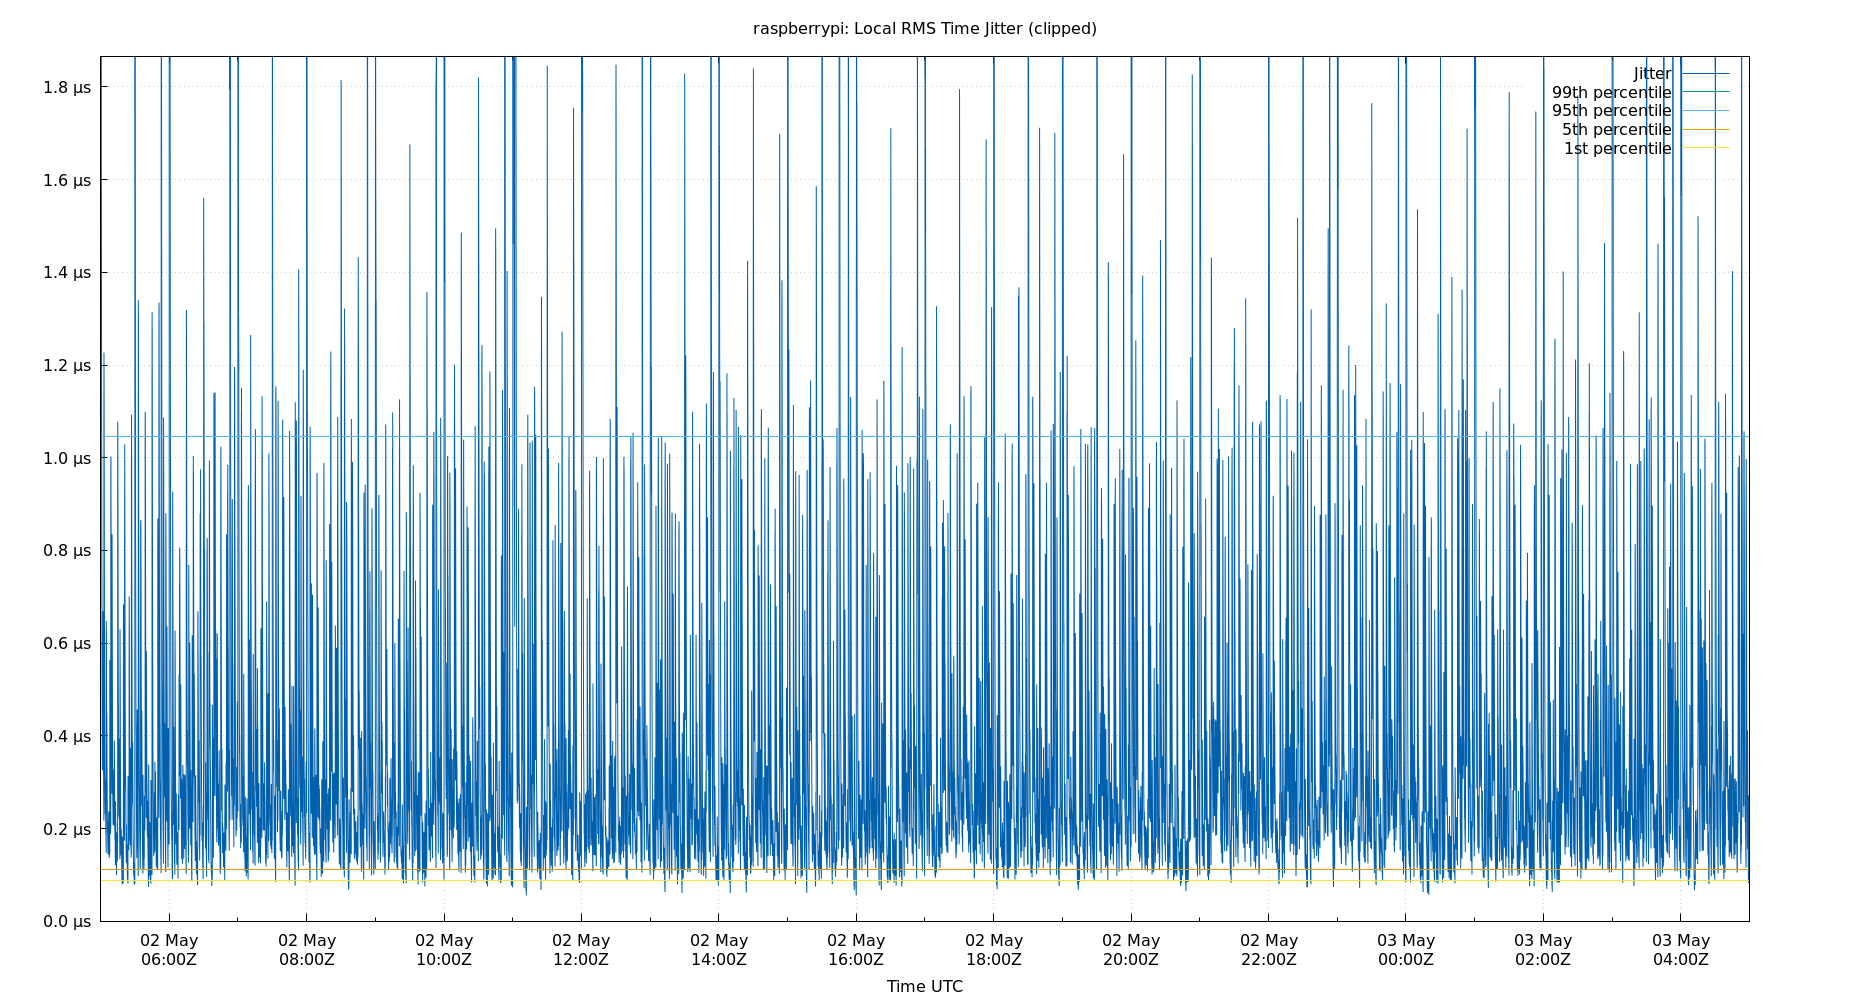 raspberrypi: Local RMS Time Jitter (clipped)
Jitter
99th percentile
95th percentile
5th percentile
1st percentile
1.8 µs
1.6 µs
1.4 µs
1.2 µs
1.0 µs
0.8 µs
0.6 µs
0.4 µs
0.2 µs
0.0 µs
02 May 02 May 02 May 02 May 02 May 02 May 02 May 02 May 02 May 03 May 03 May 03 May
06:00Z 08:00Z 10:00Z 12:00Z 14:00Z 16:00Z 18:00Z 20:00Z 22:00Z 00:00Z 02:00Z 04:00Z
Time UTC